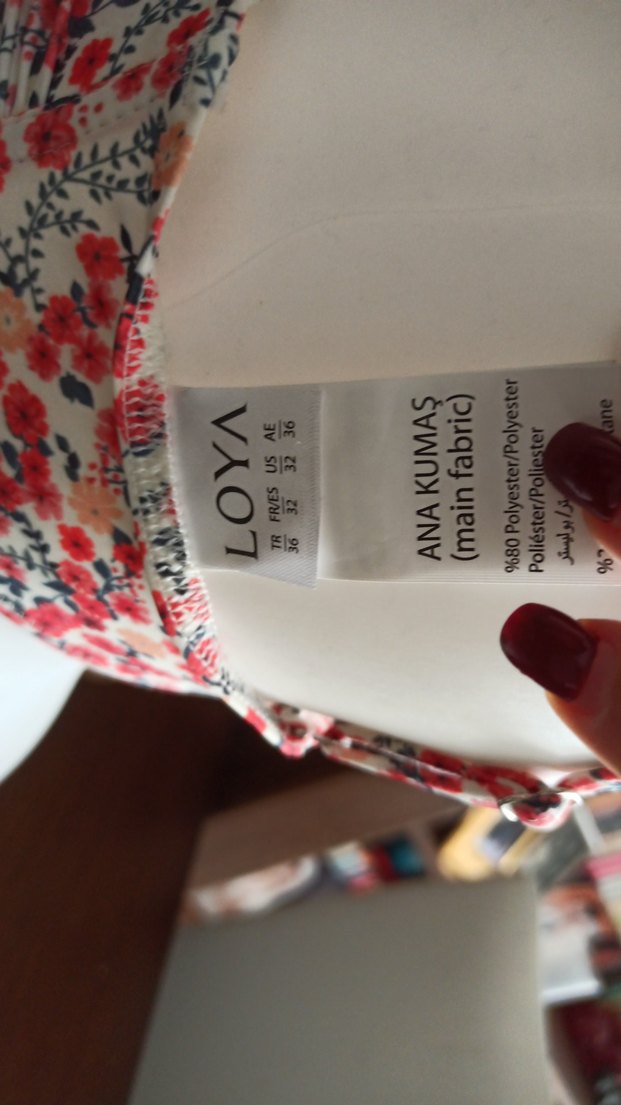 LOYA
TR FR/ES US AE
36 32 32 36
ANA KUMAŞ
(main fabric)
%80 Polyester/Polyester
Poliéster/Poliester